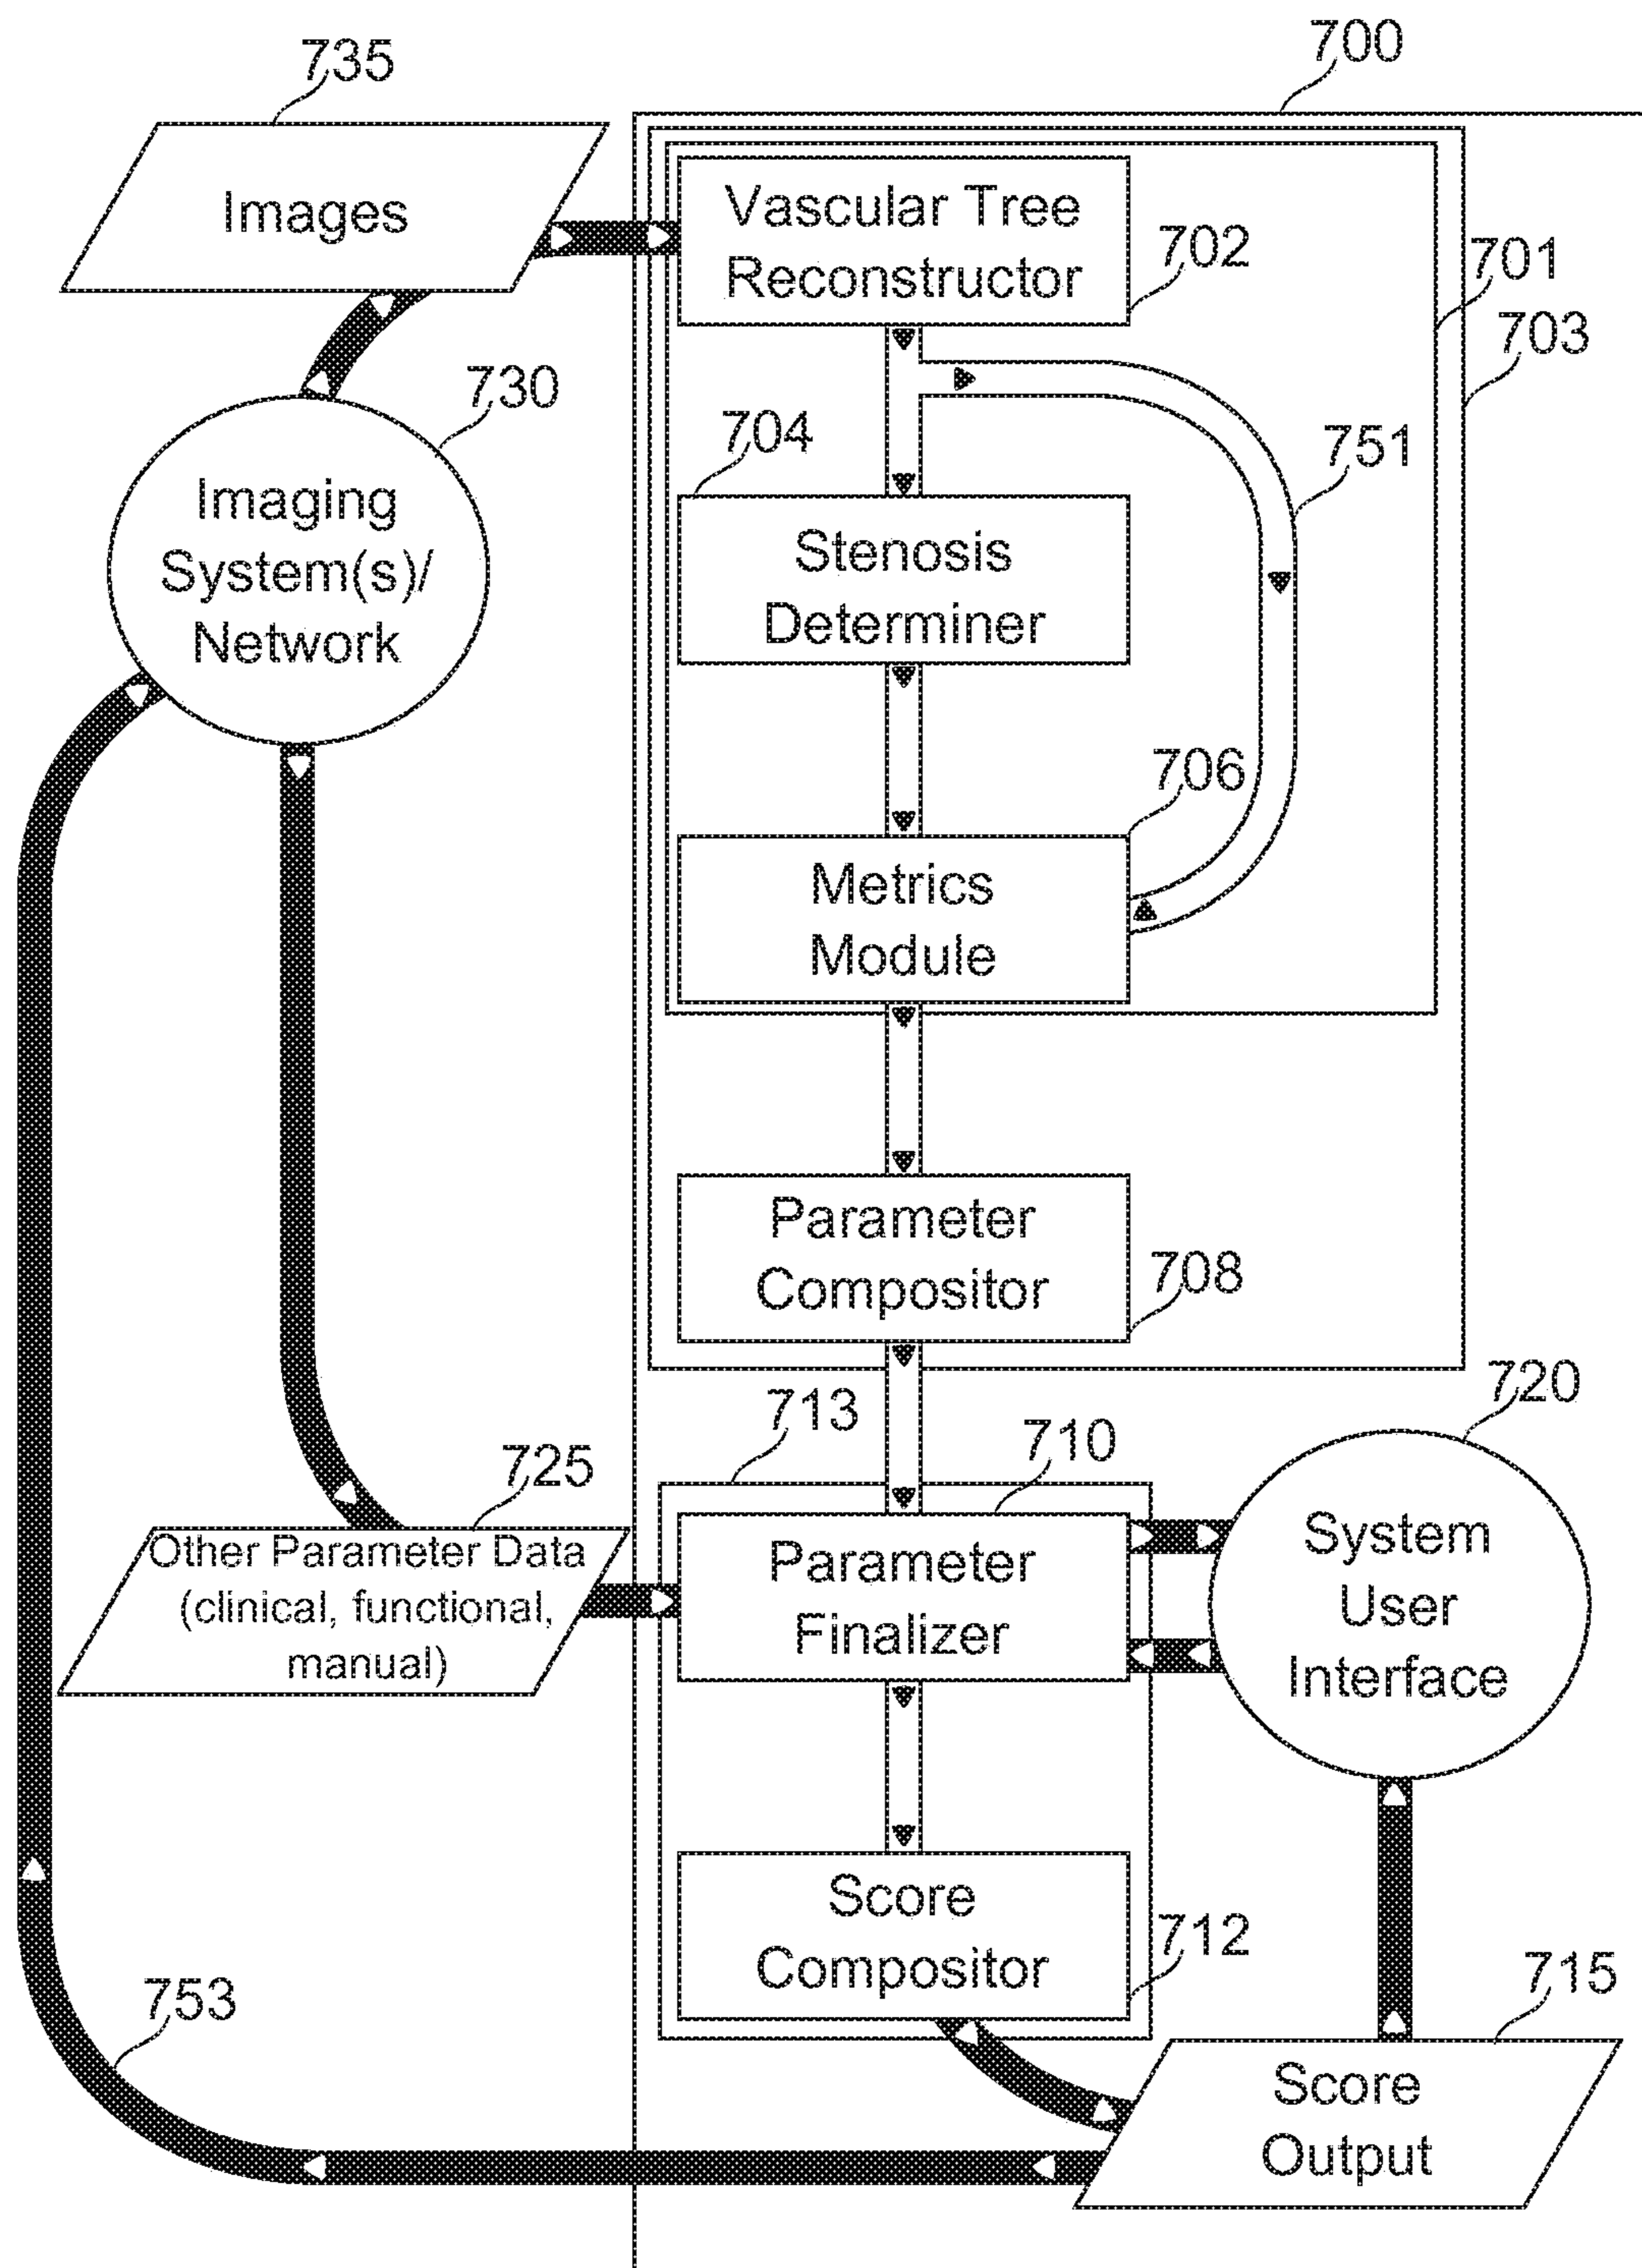 700
735
Images
Vascular Tree
Reconstructor
702
701
703
730
Imaging
System(s)/
Network
704
751
Stenosis
Determiner
706
Metrics
Module
Parameter
Compositor
708
720
713
710
725
Other Parameter Data
(clinical, functional,
manual)
Parameter
Finalizer
System
User
Interface
Score
Compositor
712
753
715
Score
Output